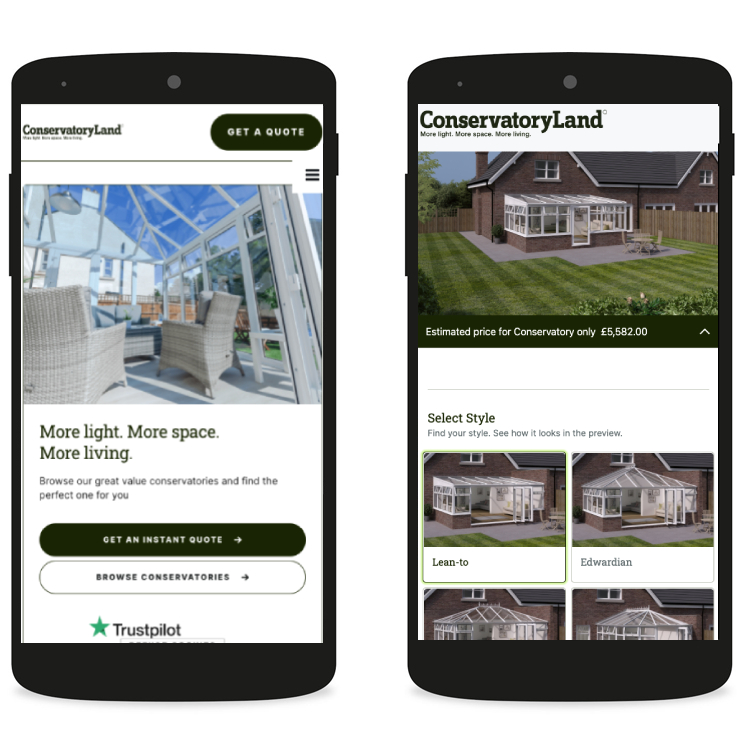 ConservatoryLand
More light. More space. More living.
GET A QUOTE
More light. More space.
More living.
Browse our great value conservatories and find the
perfect one for you
GET AN INSTANT QUOTE →
BROWSE CONSERVATORIES →
Trustpilot
ConservatoryLand
More light. More space. More living.
Estimated price for Conservatory only £5,582.00
Select Style
Find your style. See how it looks in the preview.
Lean-to
Edwardian